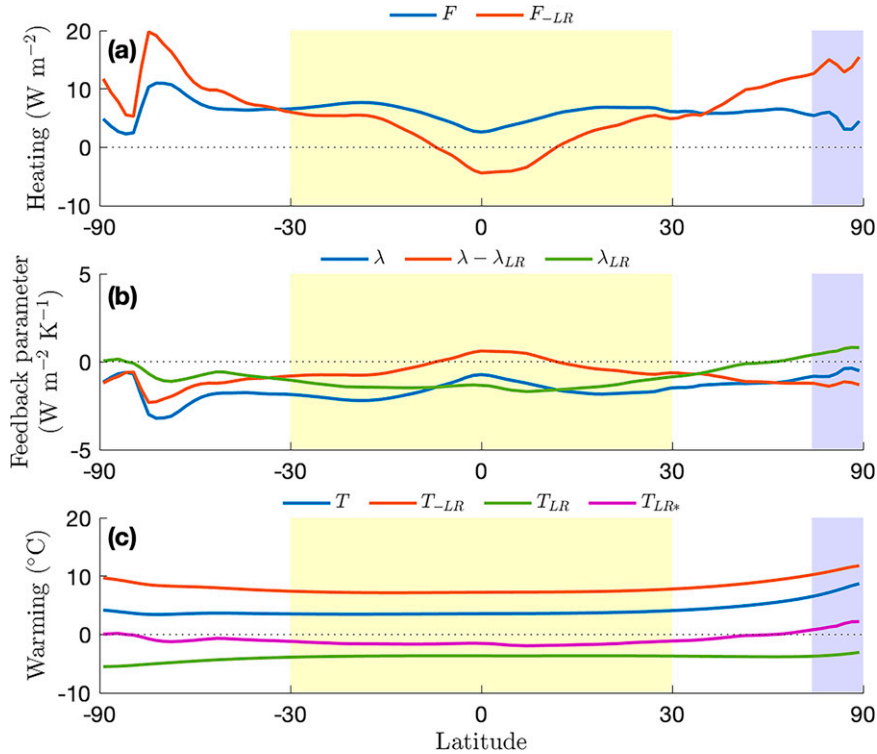 F F₋LR
(a)
Heating (W m⁻²)
20
10
0
-10
-90 -30 0 30 90
λ λ − λLR λLR
(b)
Feedback parameter
(W m⁻² K⁻¹)
5
0
-5
-90 -30 0 30 90
T T₋LR TLR TLR*
(c)
Warming (°C)
20
10
0
-10
-90 -30 0 30 90
Latitude